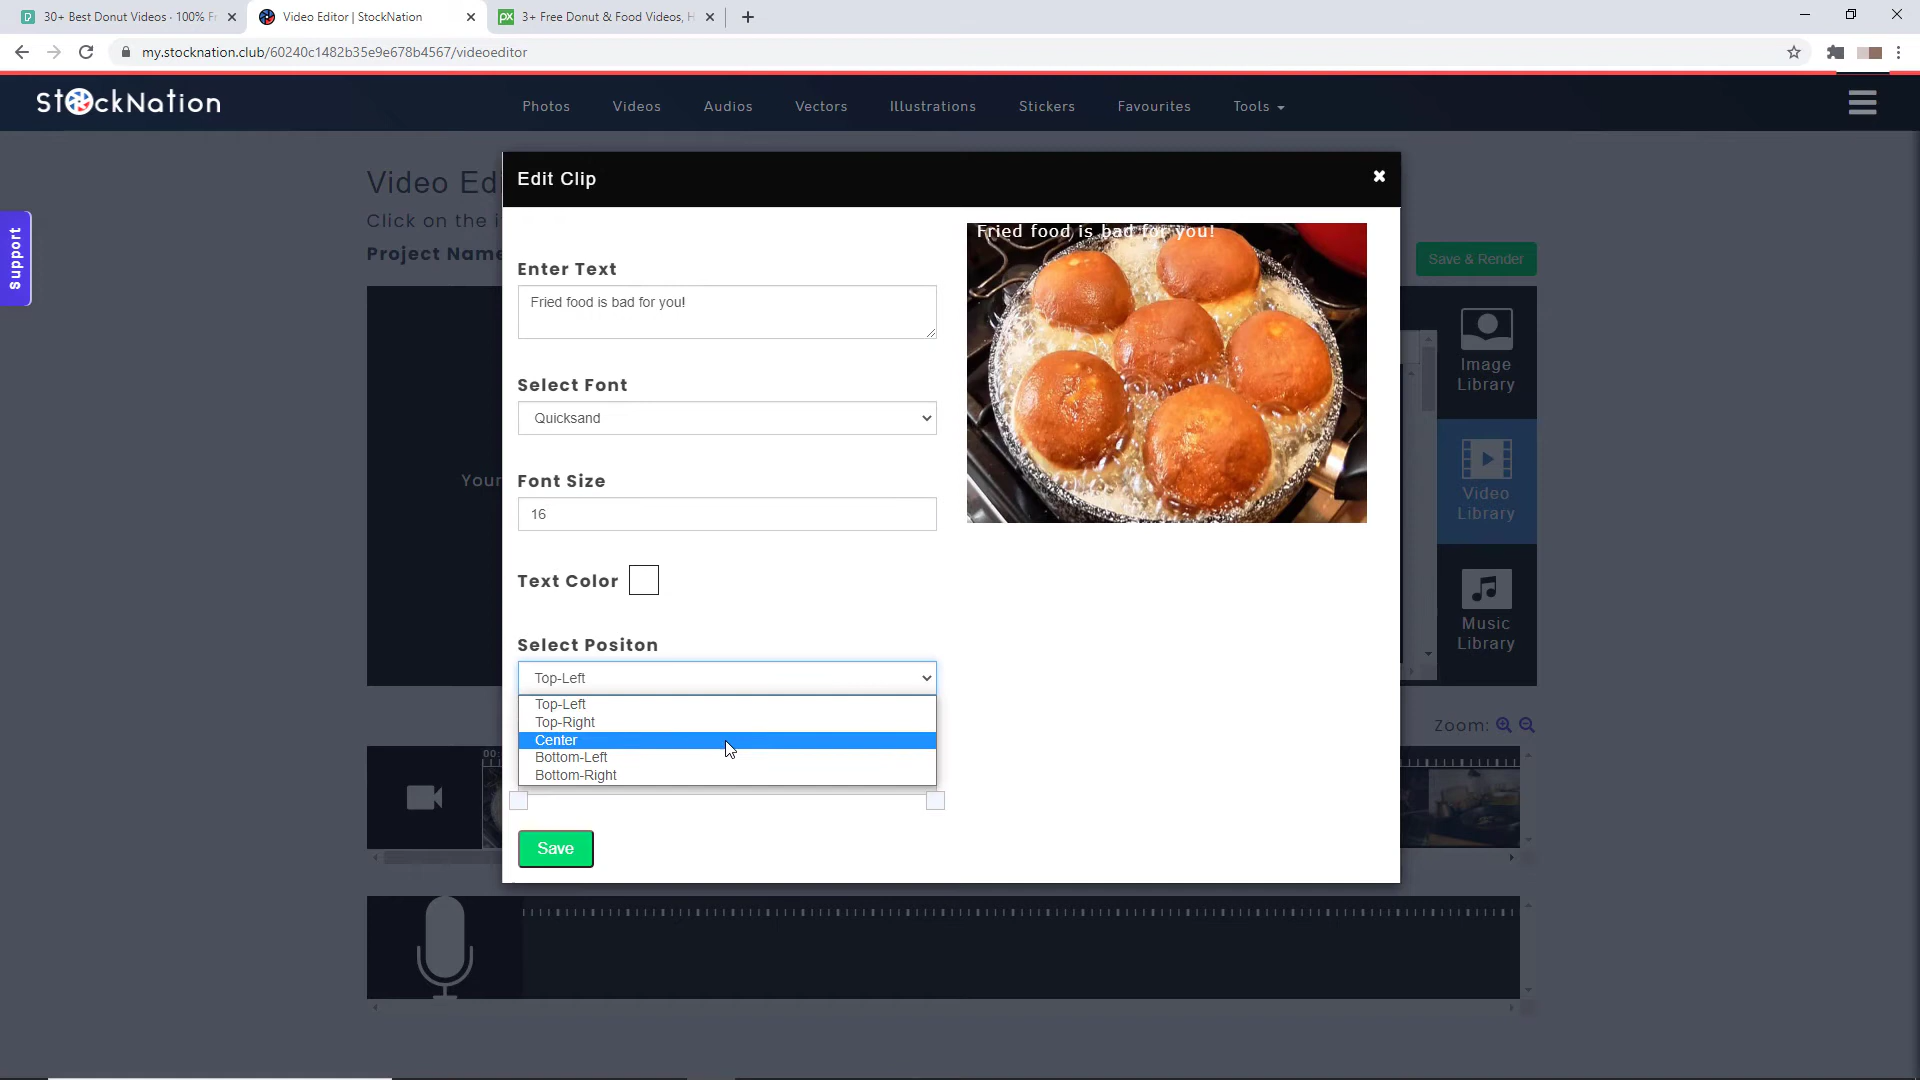 30+ Best Donut Videos · 100% Fr
Video Editor | StockNation
3+ Free Donut & Food Videos, H
my.stocknation.club/60240c1482b35e9e678b4567/videoeditor
StockNation
Photos
Videos
Audios
Vectors
Illustrations
Stickers
Favourites
Tools
Support
Video Edi
Click on the i
Project Name
Save & Render
Edit Clip
Enter Text
Fried food is bad for you!
Select Font
Quicksand
Font Size
16
Text Color
Select Positon
Top-Left
Top-Left
Top-Right
Center
Bottom-Left
Bottom-Right
Save
Fried food is bad for you!
Your
Image
Library
Video
Library
Music
Library
Zoom:
00: